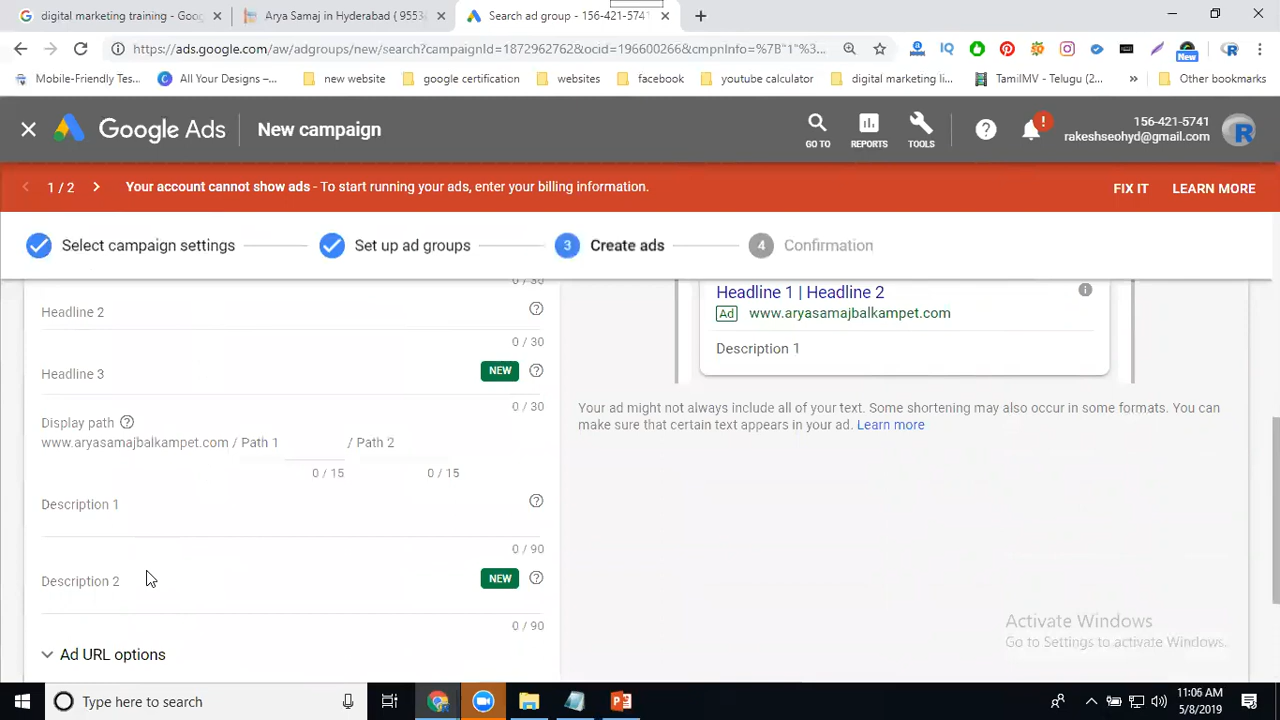 digital marketing training - Goog
Arya Samaj in Hyderabad ( 9553
Search ad group - 156-421-5741
https://ads.google.com/aw/adgroups/new/search?campaignId=1872962762&ocid=196600266&cmpnInfo=%7B"1"%3...
Mobile-Friendly Tes...
All Your Designs –...
new website
google certification
websites
facebook
youtube calculator
digital marketing li...
TamilMV - Telugu (2...
Other bookmarks
New
Google Ads
New campaign
GO TO
REPORTS
TOOLS
156-421-5741
rakeshseohyd@gmail.com
1 / 2
Your account cannot show ads - To start running your ads, enter your billing information.
FIX IT
LEARN MORE
Select campaign settings
Set up ad groups
3 Create ads
4 Confirmation
0 / 30
Headline 2
0 / 30
Headline 3
NEW
0 / 30
Display path
www.aryasamajbalkampet.com / Path 1 / Path 2
0 / 15
0 / 15
Description 1
0 / 90
Description 2
NEW
0 / 90
Ad URL options
Headline 1 | Headline 2
Ad www.aryasamajbalkampet.com
Description 1
Your ad might not always include all of your text. Some shortening may also occur in some formats. You can
make sure that certain text appears in your ad. Learn more
Activate Windows
Go to Settings to activate Windows.
Type here to search
11:06 AM
5/8/2019